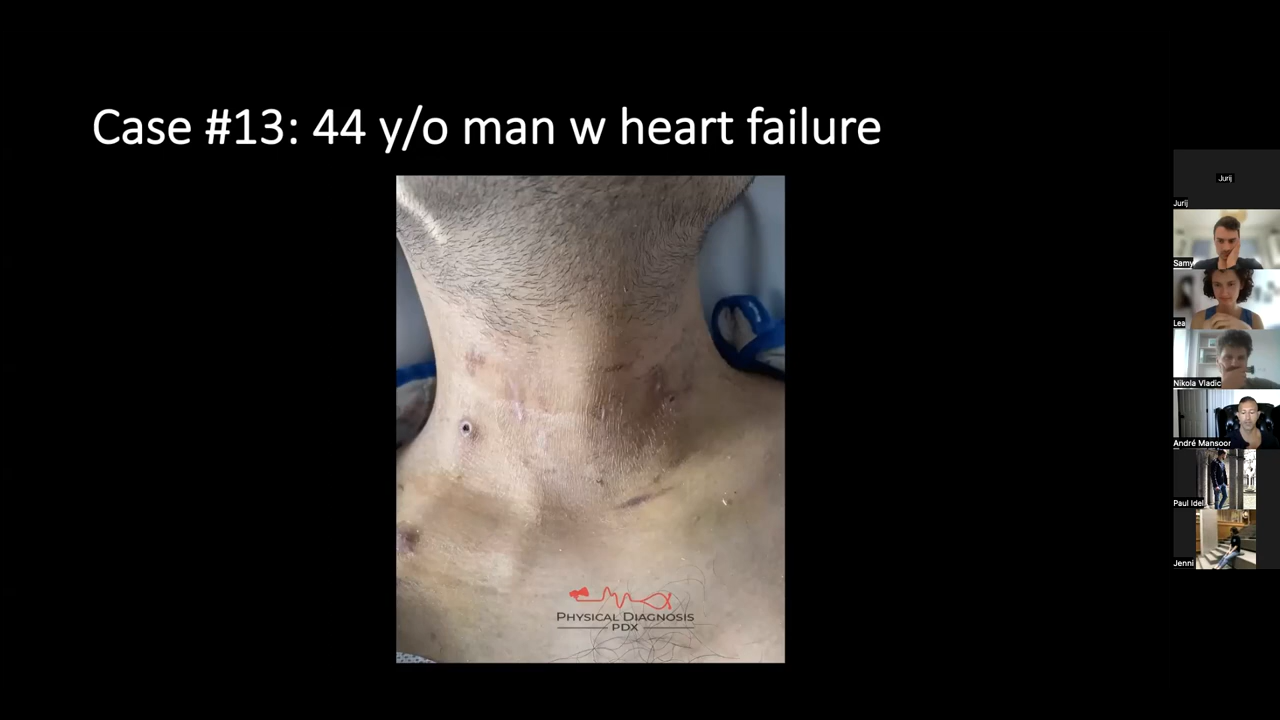 Case #13: 44 y/o man w heart failure
Jurij
Jurij
Samy
Lea
Nikola Vladic
André Mansoor
Paul Idel
Jenni
PHYSICAL DIAGNOSIS
PDX